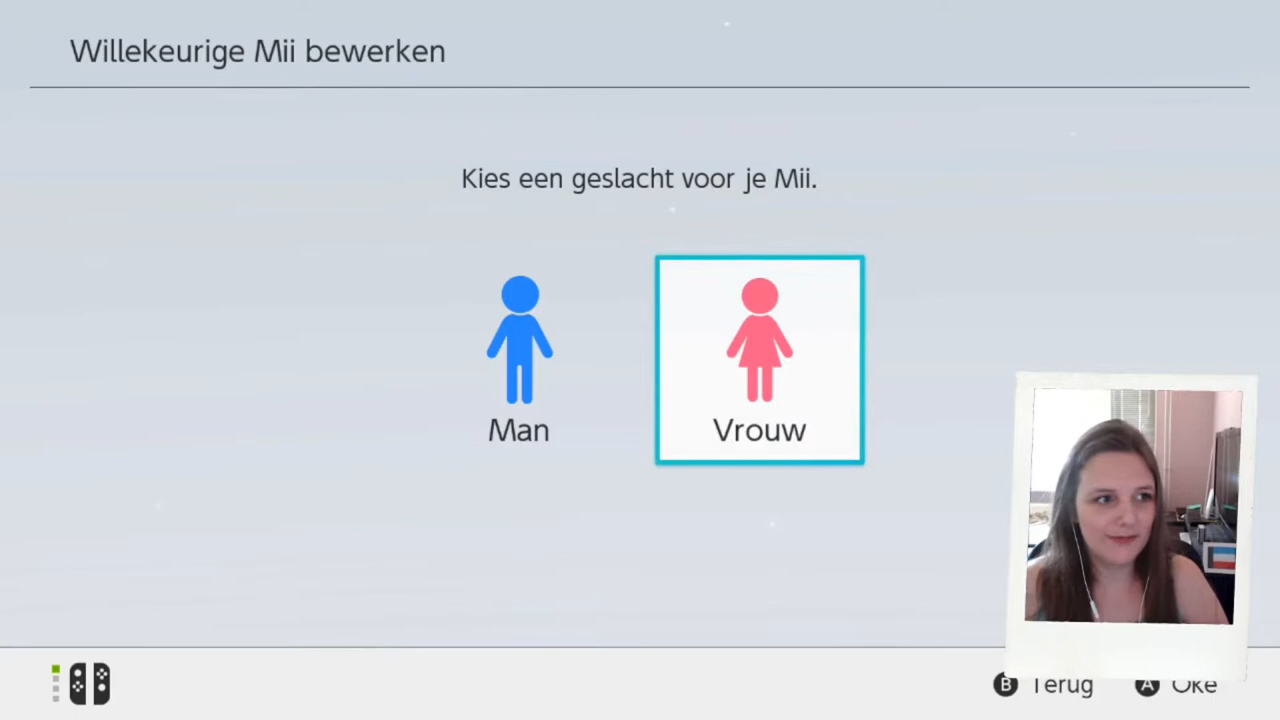 Willekeurige Mii bewerken
Kies een geslacht voor je Mii.
Man
Vrouw
B Terug
A Oké